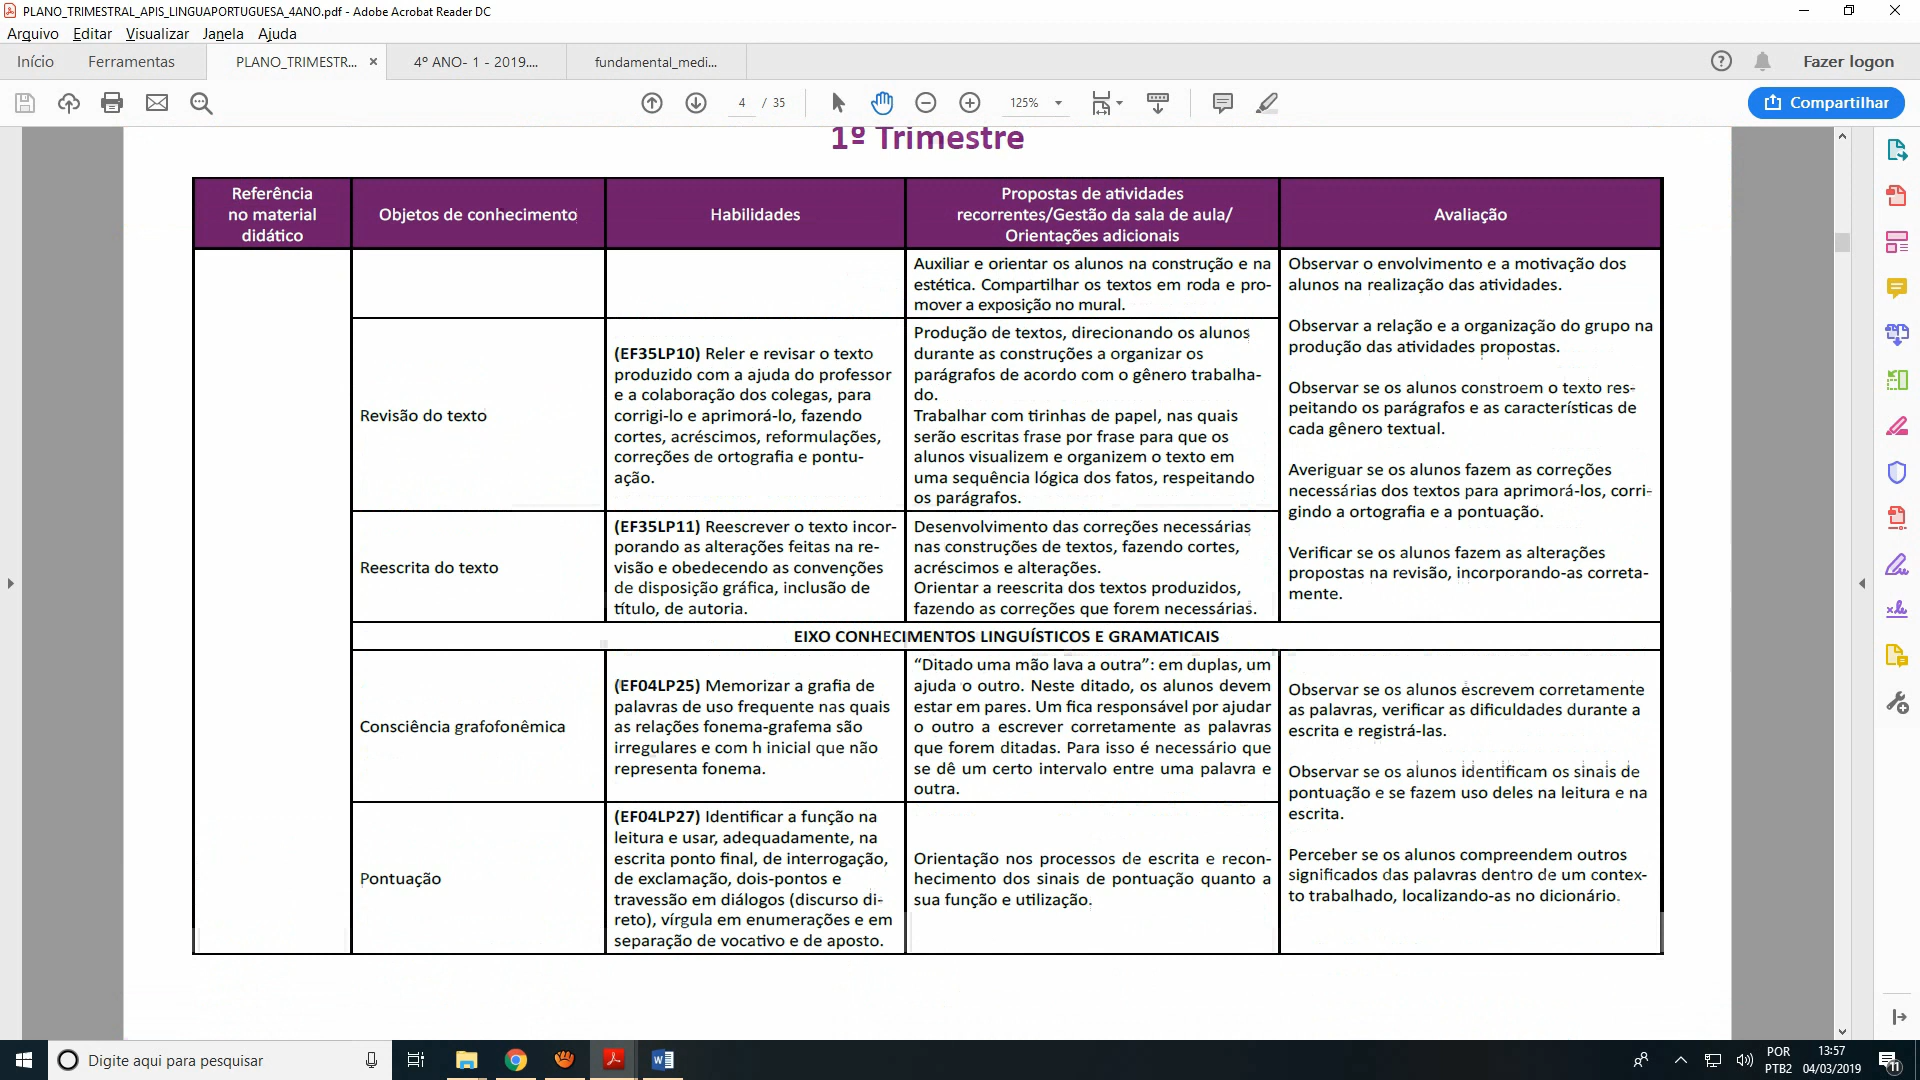 PLANO_TRIMESTRAL_APIS_LINGUAPORTUGUESA_4ANO.pdf - Adobe Acrobat Reader DC
Arquivo Editar Visualizar Janela Ajuda
Início Ferramentas PLANO_TRIMESTR... × 4º ANO- 1 - 2019.... fundamental_medi... Fazer logon
4 / 35 125% Compartilhar
1º Trimestre
Referência
no material
didático
Objetos de conhecimento
Habilidades
Propostas de atividades
recorrentes/Gestão da sala de aula/
Orientações adicionais
Avaliação
Auxiliar e orientar os alunos na construção e na
estética. Compartilhar os textos em roda e pro-
mover a exposição no mural.
Revisão do texto
(EF35LP10) Reler e revisar o texto
produzido com a ajuda do professor
e a colaboração dos colegas, para
corrigi-lo e aprimorá-lo, fazendo
cortes, acréscimos, reformulações,
correções de ortografia e pontu-
ação.
Produção de textos, direcionando os alunos
durante as construções a organizar os
parágrafos de acordo com o gênero trabalha-
do.
Trabalhar com tirinhas de papel, nas quais
serão escritas frase por frase para que os
alunos visualizem e organizem o texto em
uma sequência lógica dos fatos, respeitando
os parágrafos.
Reescrita do texto
(EF35LP11) Reescrever o texto incor-
porando as alterações feitas na re-
visão e obedecendo as convenções
de disposição gráfica, inclusão de
título, de autoria.
Desenvolvimento das correções necessárias
nas construções de textos, fazendo cortes,
acréscimos e alterações.
Orientar a reescrita dos textos produzidos,
fazendo as correções que forem necessárias.
Observar o envolvimento e a motivação dos
alunos na realização das atividades.
Observar a relação e a organização do grupo na
produção das atividades propostas.
Observar se os alunos constroem o texto res-
peitando os parágrafos e as características de
cada gênero textual.
Averiguar se os alunos fazem as correções
necessárias dos textos para aprimorá-los, corri-
gindo a ortografia e a pontuação.
Verificar se os alunos fazem as alterações
propostas na revisão, incorporando-as correta-
mente.
EIXO CONHECIMENTOS LINGUÍSTICOS E GRAMATICAIS
Consciência grafofonêmica
(EF04LP25) Memorizar a grafia de
palavras de uso frequente nas quais
as relações fonema-grafema são
irregulares e com h inicial que não
representa fonema.
“Ditado uma mão lava a outra”: em duplas, um
ajuda o outro. Neste ditado, os alunos devem
estar em pares. Um fica responsável por ajudar
o outro a escrever corretamente as palavras
que forem ditadas. Para isso é necessário que
se dê um certo intervalo entre uma palavra e
outra.
Pontuação
(EF04LP27) Identificar a função na
leitura e usar, adequadamente, na
escrita ponto final, de interrogação,
de exclamação, dois-pontos e
travessão em diálogos (discurso di-
reto), vírgula em enumerações e em
separação de vocativo e de aposto.
Orientação nos processos de escrita e recon-
hecimento dos sinais de pontuação quanto a
sua função e utilização.
Observar se os alunos escrevem corretamente
as palavras, verificar as dificuldades durante a
escrita e registrá-las.
Observar se os alunos identificam os sinais de
pontuação e se fazem uso deles na leitura e na
escrita.
Perceber se os alunos compreendem outros
significados das palavras dentro de um contex-
to trabalhado, localizando-as no dicionário.
Digite aqui para pesquisar
POR
PTB2
13:57
04/03/2019
11